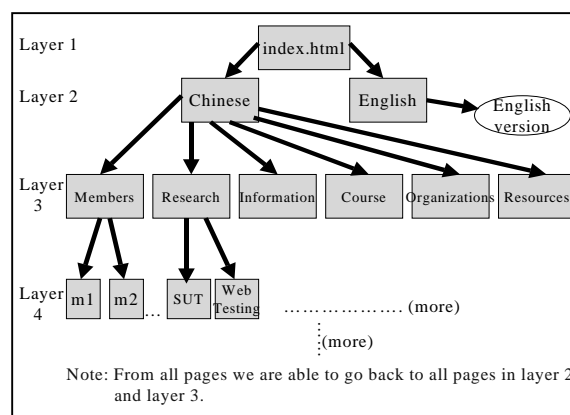 Layer 1
index.html
Layer 2
Chinese
English
English
version
Layer
3
Members
Research
Information
Course
Organizations
Resources
Layer
4
m1
m2
...
SUT
Web
Testing
………………. (more)
(more)
Note: From all pages we are able to go back to all pages in layer 2
and layer 3.